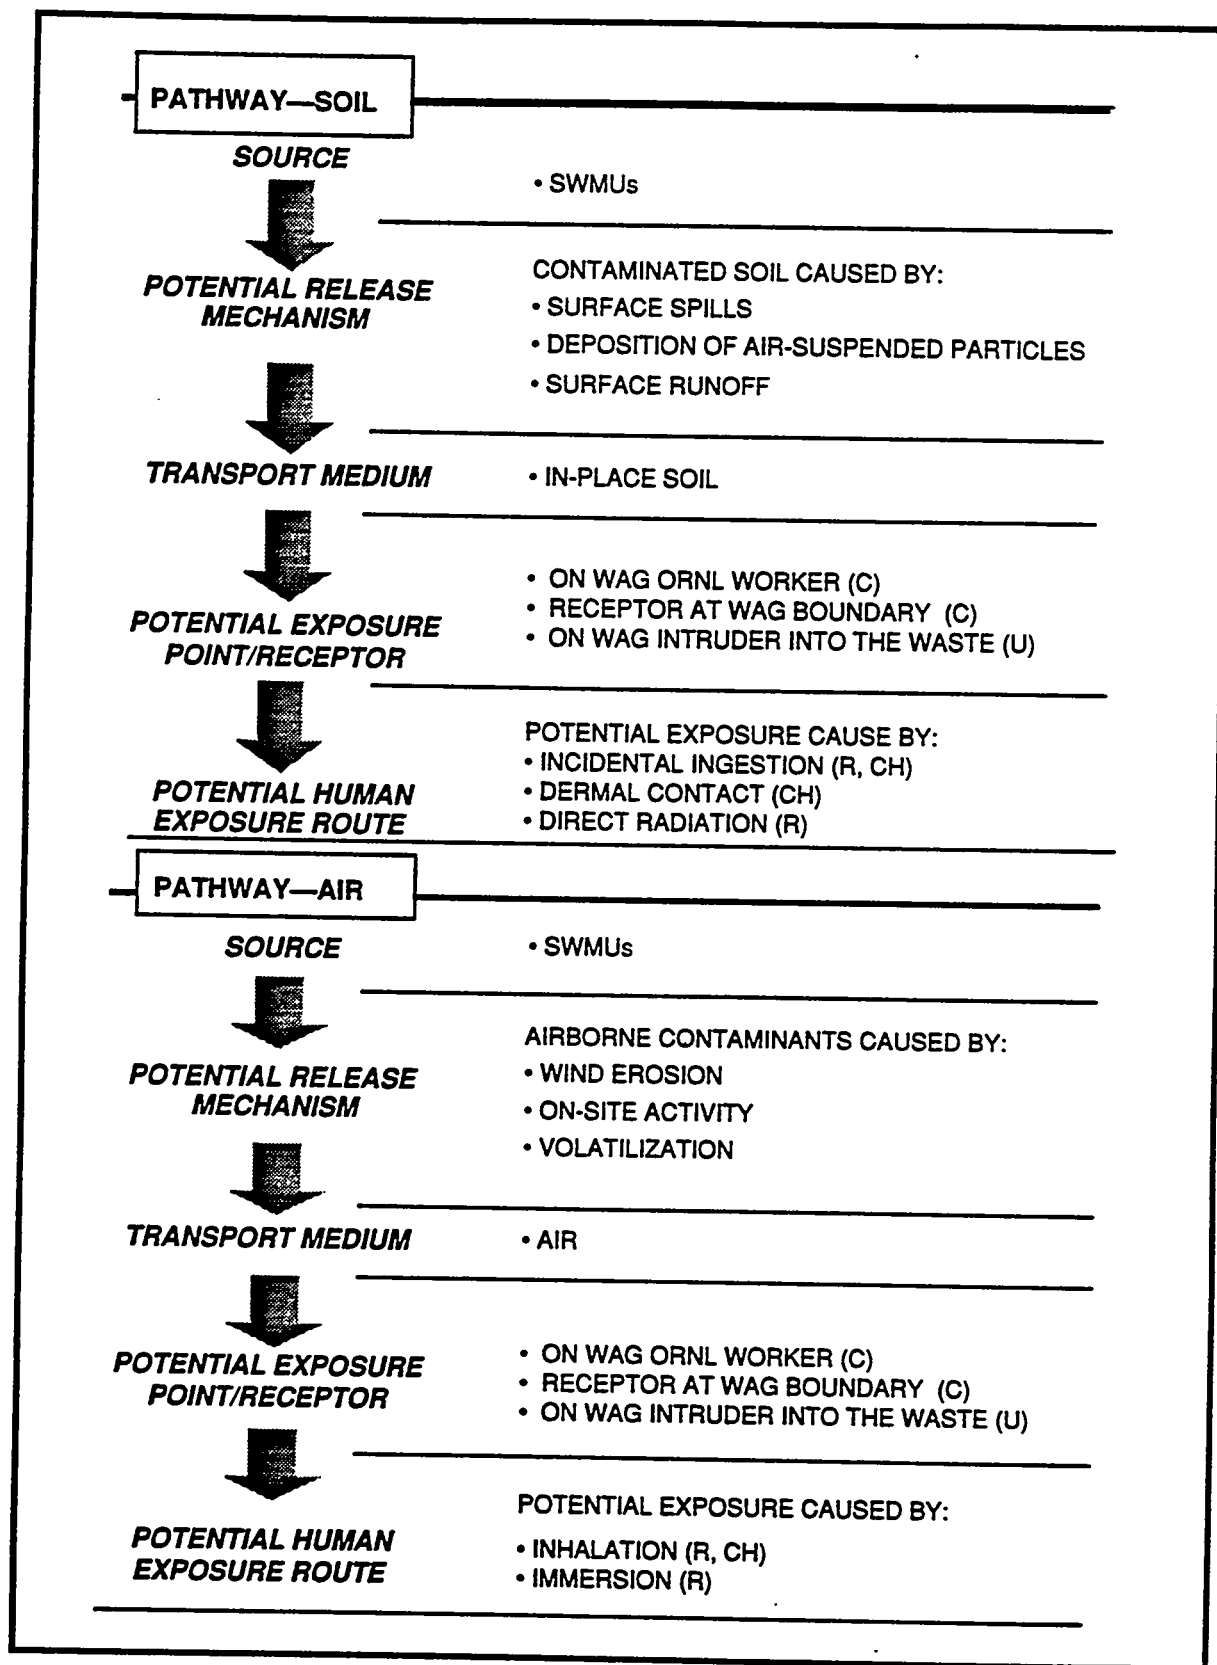 PATHWAY—SOIL
SOURCE
• SWMUs
POTENTIAL RELEASE
MECHANISM
CONTAMINATED SOIL CAUSED BY:
• SURFACE SPILLS
• DEPOSITION OF AIR-SUSPENDED PARTICLES
• SURFACE RUNOFF
TRANSPORT MEDIUM
• IN-PLACE SOIL
POTENTIAL EXPOSURE
POINT/RECEPTOR
• ON WAG ORNL WORKER (C)
• RECEPTOR AT WAG BOUNDARY (C)
• ON WAG INTRUDER INTO THE WASTE (U)
POTENTIAL HUMAN
EXPOSURE ROUTE
POTENTIAL EXPOSURE CAUSE BY:
• INCIDENTAL INGESTION (R, CH)
• DERMAL CONTACT (CH)
• DIRECT RADIATION (R)
PATHWAY—AIR
SOURCE
• SWMUs
POTENTIAL RELEASE
MECHANISM
AIRBORNE CONTAMINANTS CAUSED BY:
• WIND EROSION
• ON-SITE ACTIVITY
• VOLATILIZATION
TRANSPORT MEDIUM
• AIR
POTENTIAL EXPOSURE
POINT/RECEPTOR
• ON WAG ORNL WORKER (C)
• RECEPTOR AT WAG BOUNDARY (C)
• ON WAG INTRUDER INTO THE WASTE (U)
POTENTIAL HUMAN
EXPOSURE ROUTE
POTENTIAL EXPOSURE CAUSED BY:
• INHALATION (R, CH)
• IMMERSION (R)